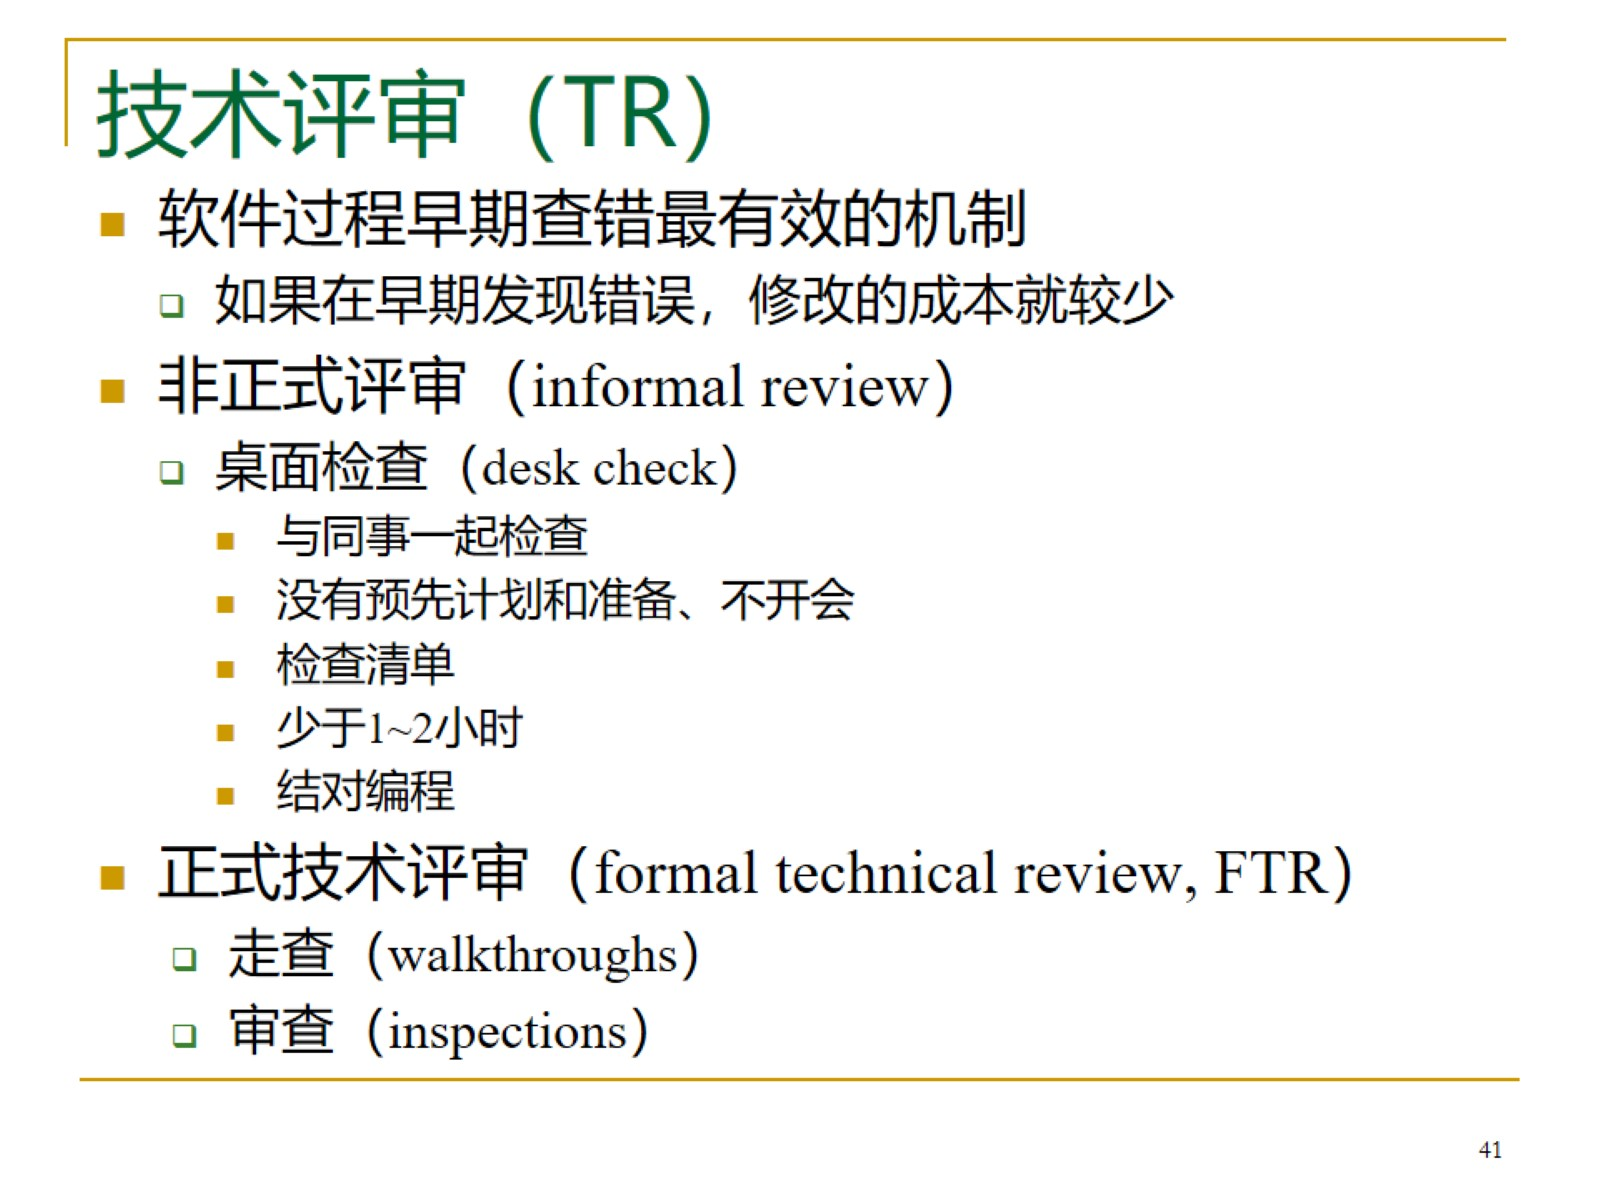 技术评审（TR）
软件过程早期查错最有效的机制
如果在早期发现错误，修改的成本就较少
非正式评审（informal review）
桌面检查（desk check）
与同事一起检查
没有预先计划和准备、不开会
检查清单
少于1~2小时
结对编程
正式技术评审（formal technical review, FTR）
走查（walkthroughs）
审查（inspections）
41